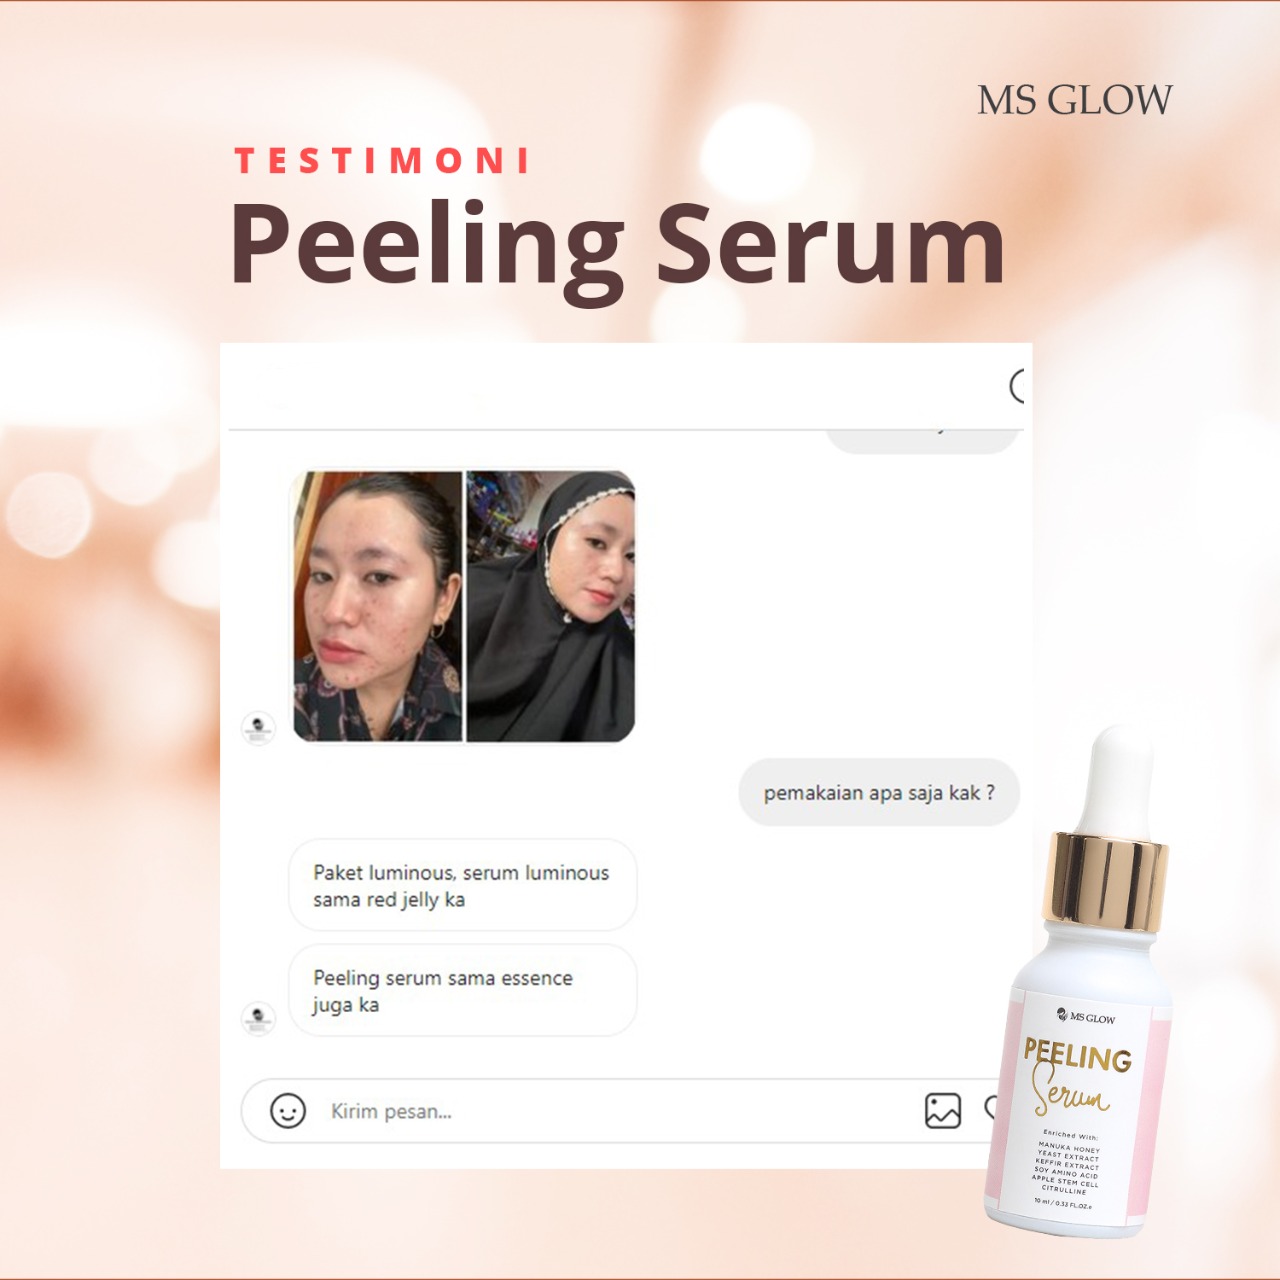 MS GLOW
TESTIMONI
Peeling Serum
pemakaian apa saja kak ?
Paket luminous, serum luminous
sama red jelly ka
Peeling serum sama essence
juga ka
Kirim pesan...
MS GLOW
PEELING
Serum
Enriched With:
MANUKA HONEY
YEAST EXTRACT
KEFFIR EXTRACT
SOY AMINO ACID
APPLE STEM CELL
CITRULLINE
10 ml / 0.33 FL.OZ.e